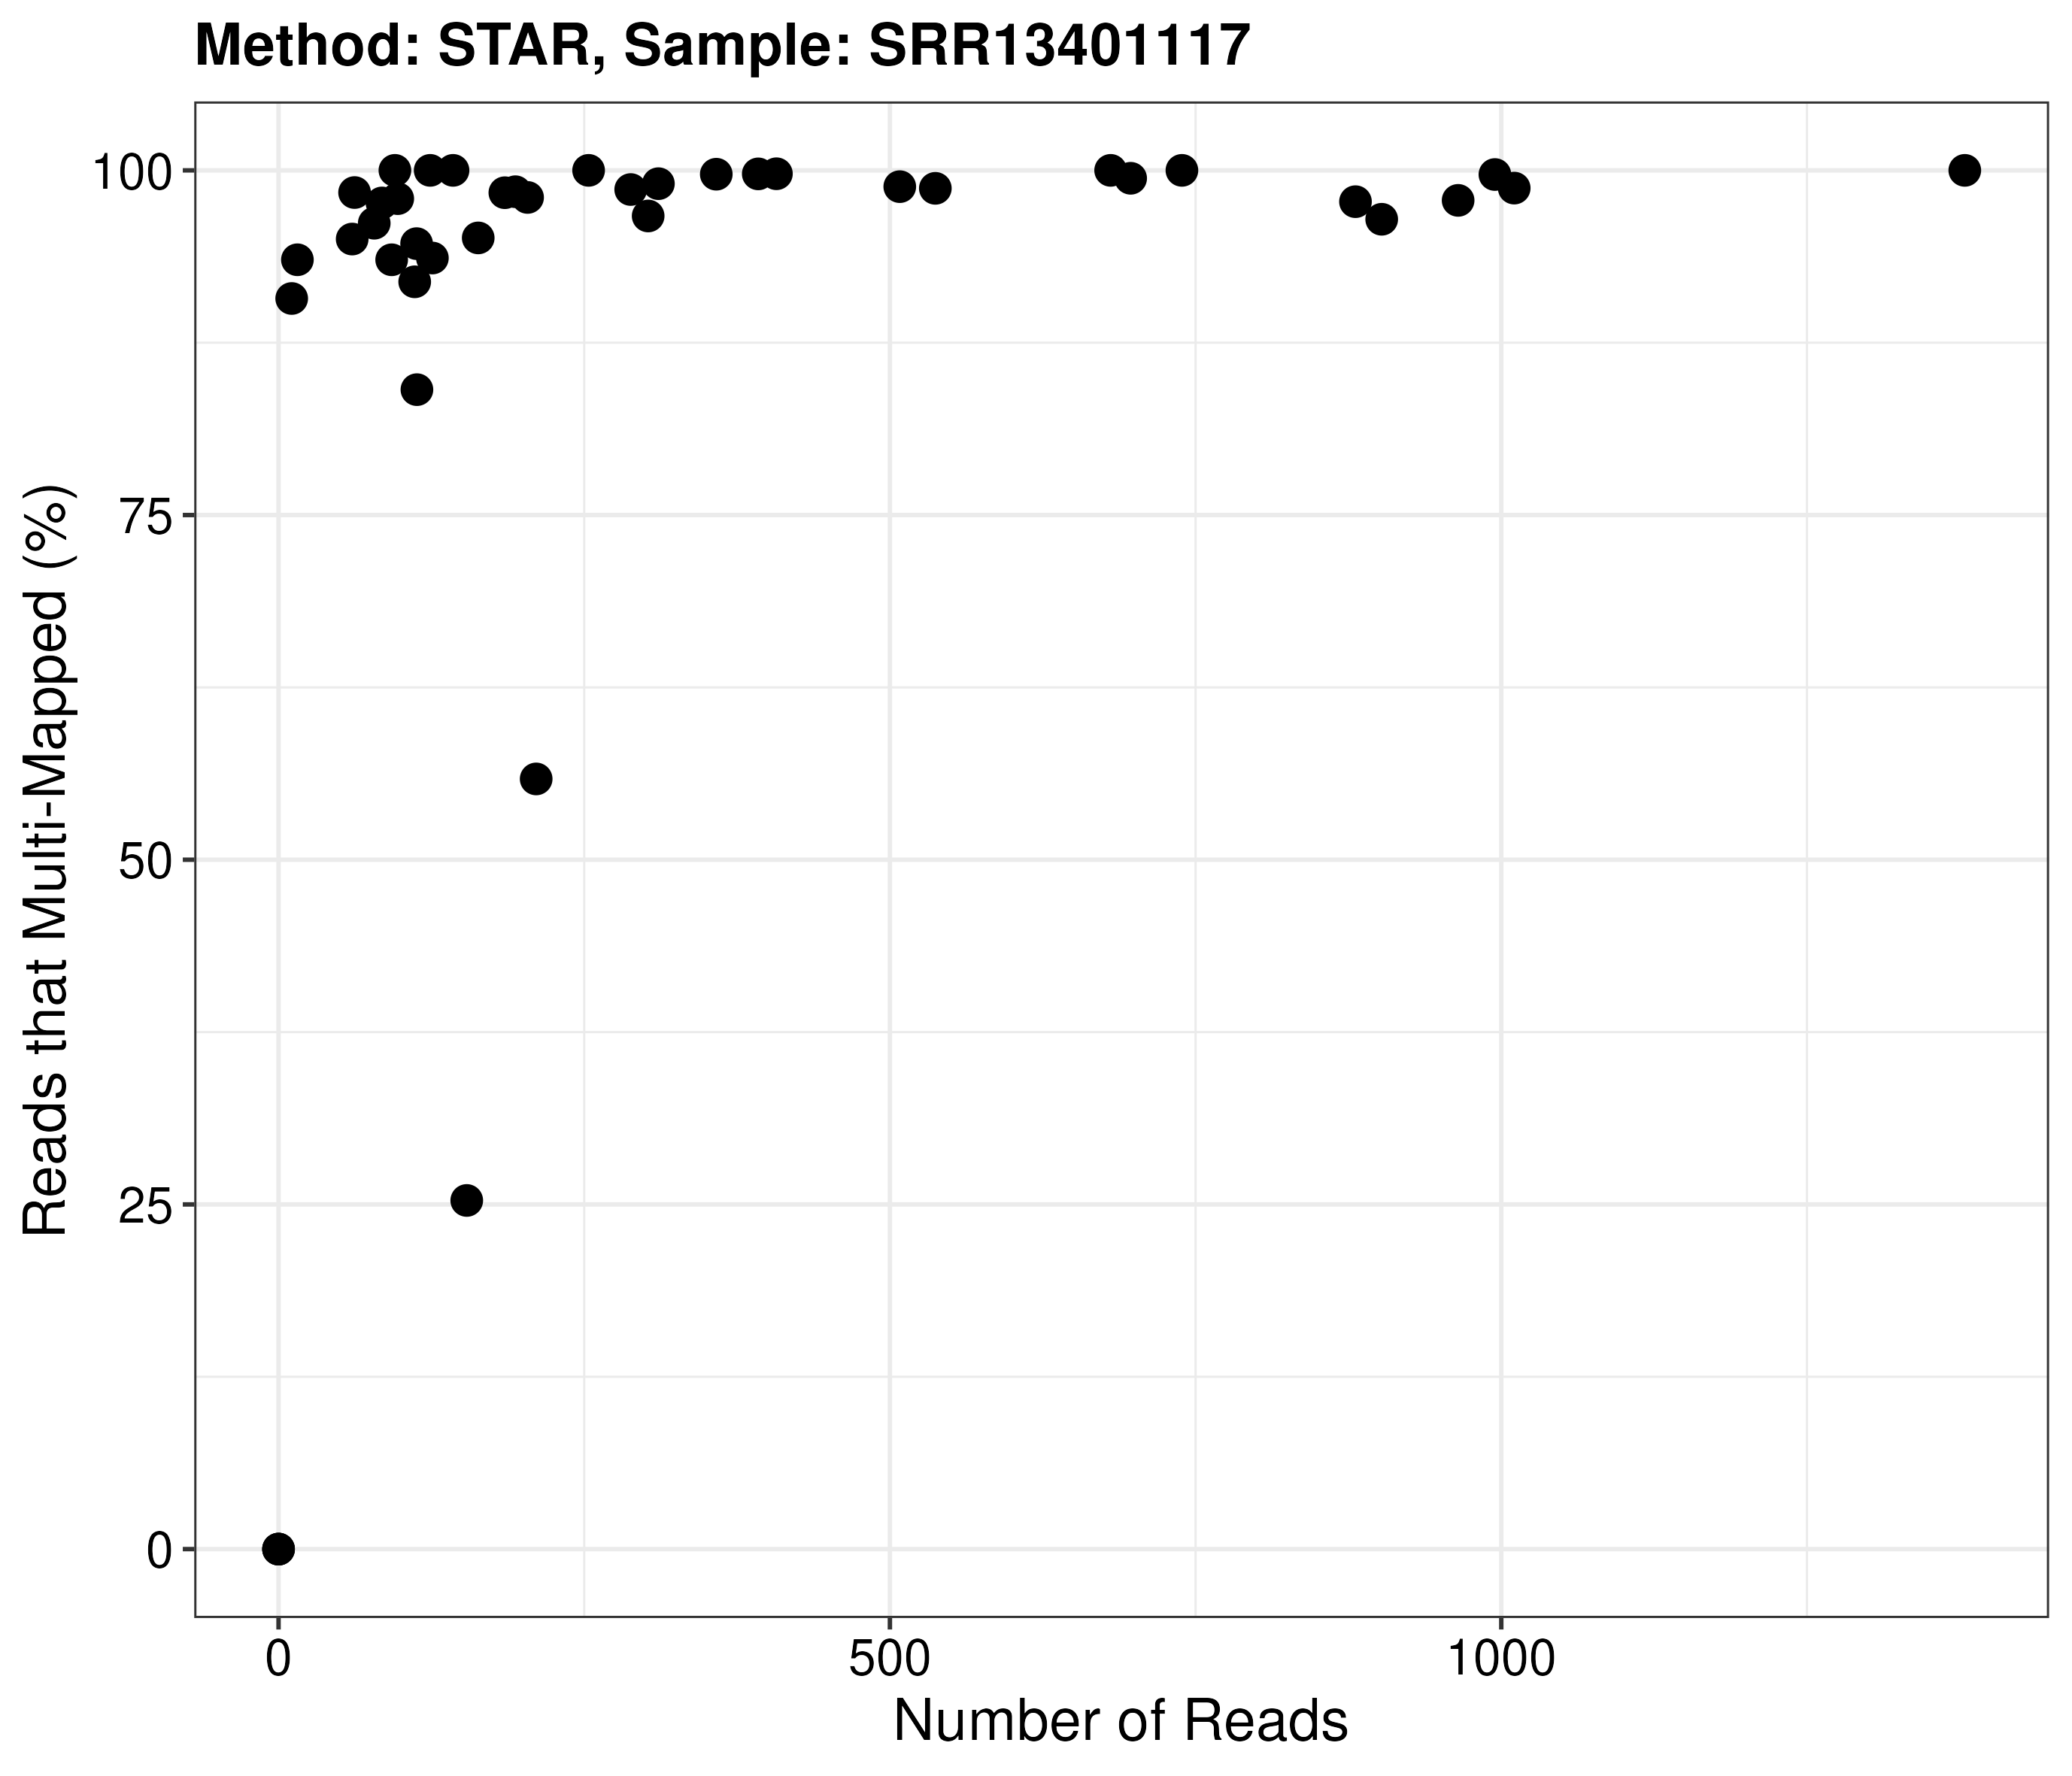 Method: STAR, Sample: SRR13401117
Reads that Multi-Mapped (%)
100
75
50
25
0
0 500 1000
Number of Reads